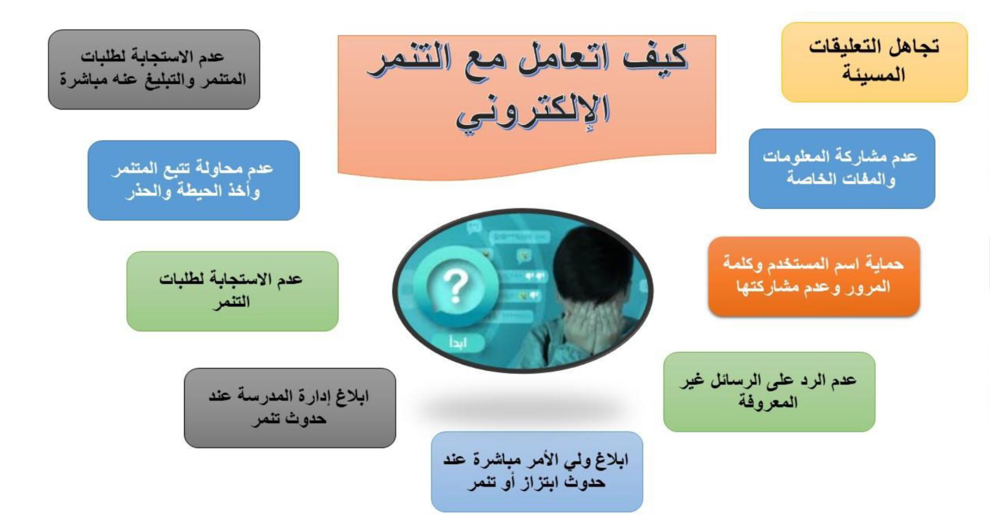 كيف اتعامل مع التنمر
الإلكتروني
تجاهل التعليقات
المسيئة
عدم مشاركة المعلومات
والمفات الخاصة
حماية اسم المستخدم وكلمة
المرور وعدم مشاركتها
عدم الرد على الرسائل غير
المعروفة
ابلاغ ولي الأمر مباشرة عند
حدوث ابتزاز أو تنمر
ابلاغ إدارة المدرسة عند
حدوث تنمر
عدم الاستجابة لطلبات
التنمر
عدم محاولة تتبع المتنمر
وأخذ الحيطة والحذر
عدم الاستجابة لطلبات
المتنمر والتبليغ عنه مباشرة
?
ابدأ